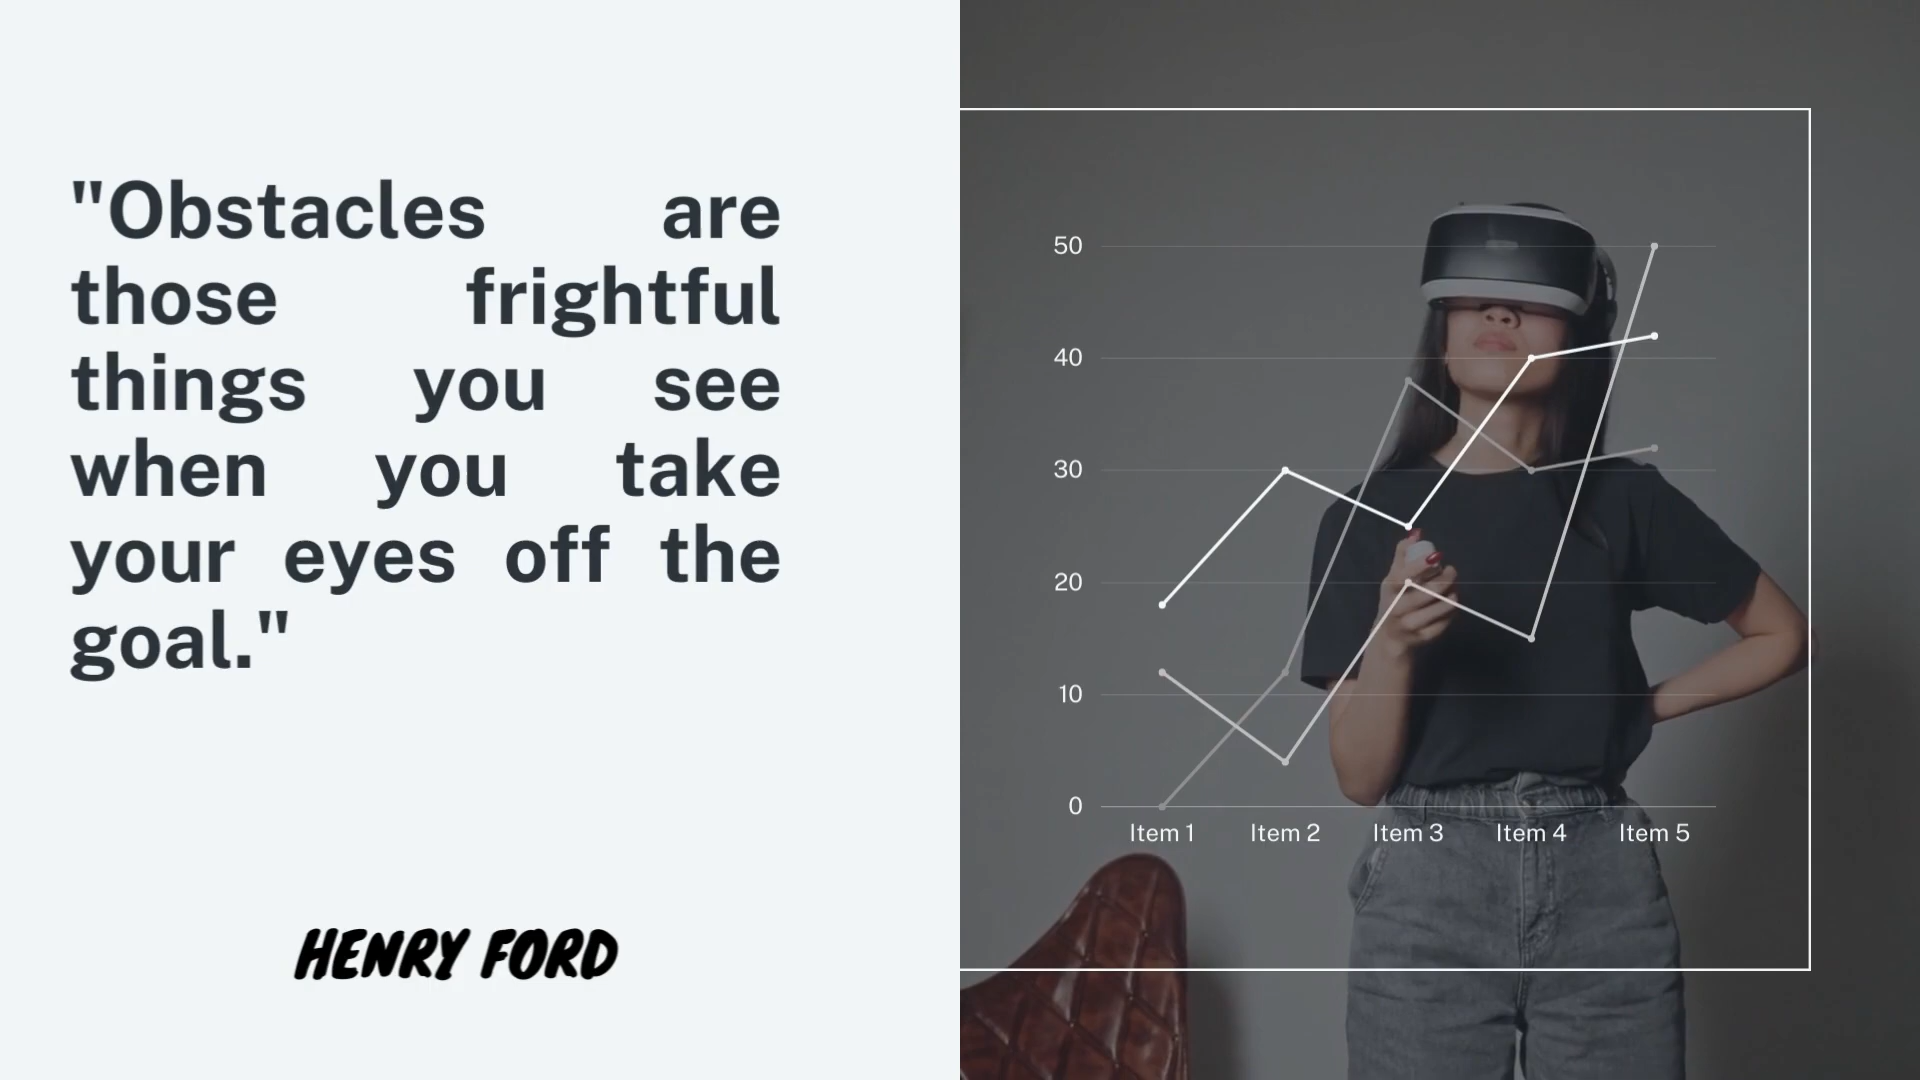 "Obstacles are
those frightful
things you see
when you take
your eyes off the
goal."
HENRY FORD
50
40
30
20
10
0
Item 1 Item 2 Item 3 Item 4 Item 5